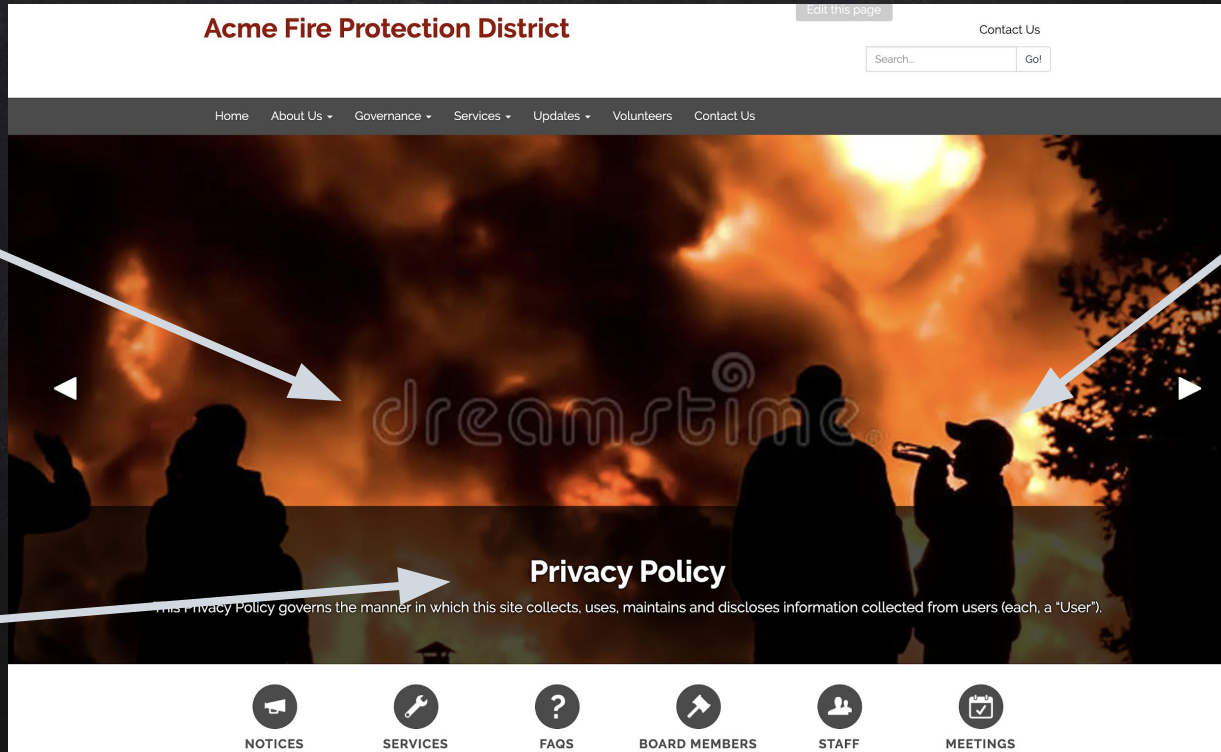 Edit this page
Acme Fire Protection District
Contact Us
Search...
Go!
Home About Us Governance Services Updates Volunteers Contact Us
dreamstime
Privacy Policy
This Privacy Policy governs the manner in which this site collects, uses, maintains and discloses information collected from users (each, a “User”).
NOTICES SERVICES ? FAQS BOARD MEMBERS STAFF MEETINGS